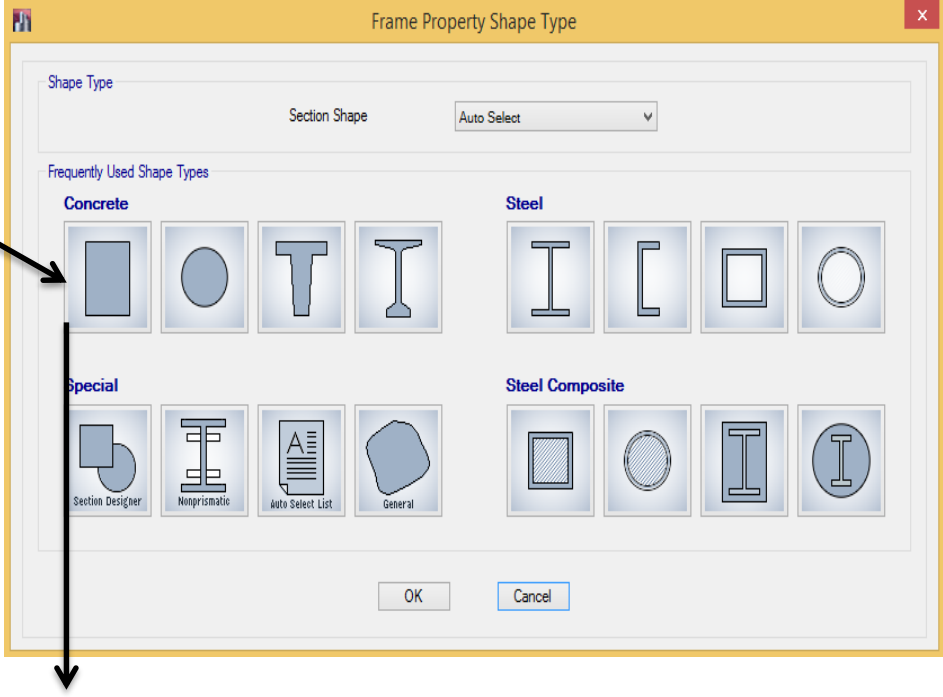 Frame Property Shape Type
x
Shape Type
Section Shape
Auto Select
Frequently Used Shape Types
Concrete
Steel
Special
Steel Composite
Section Designer
Nonprismatic
A
Auto Select List
General
OK
Cancel